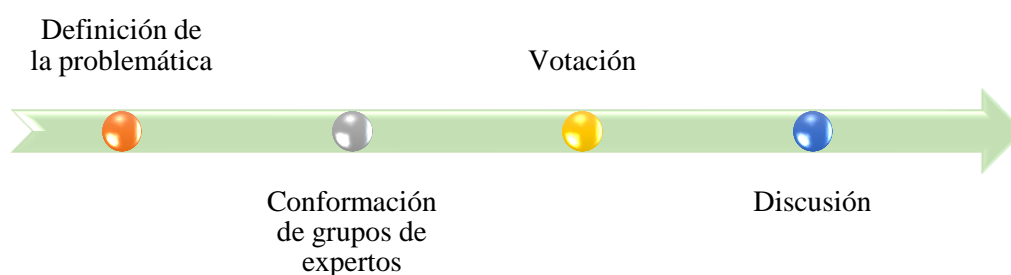 Definición de
la problemática
Conformación
de grupos de
expertos
Votación
Discusión